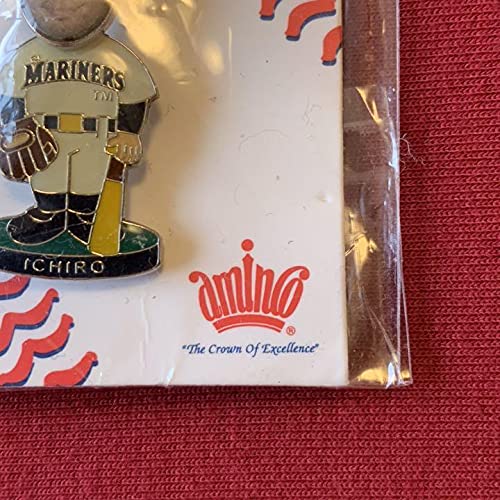 MARINERS
TM
ICHIRO
aminco
®
"The Crown Of Excellence"